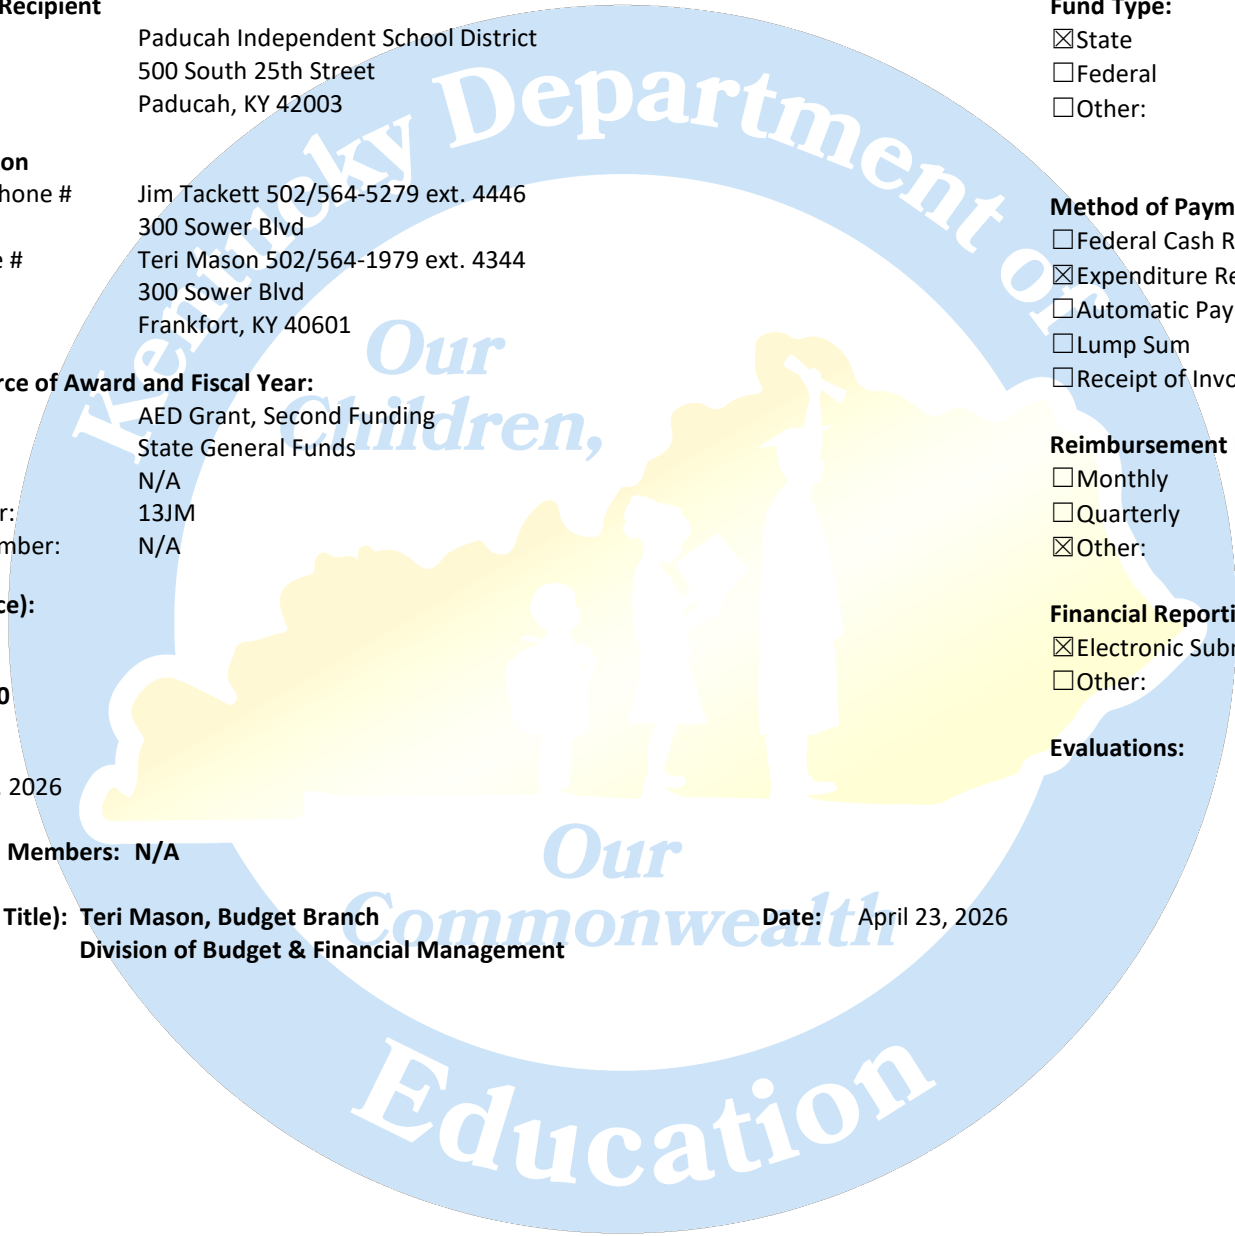 Recipient
Paducah Independent School District
500 South 25th Street
Paducah, KY 42003
on
hone # Jim Tackett 502/564-5279 ext. 4446
300 Sower Blvd
e # Teri Mason 502/564-1979 ext. 4344
300 Sower Blvd
Frankfort, KY 40601
rce of Award and Fiscal Year:
AED Grant, Second Funding
State General Funds
N/A
r: 13JM
mber: N/A
ce):
0
, 2026
Members: N/A
Title): Teri Mason, Budget Branch Date: April 23, 2026
Division of Budget & Financial Management
Fund Type:
☒State
☐Federal
☐Other:
Method of Paym
☐Federal Cash R
☒Expenditure Re
☐Automatic Pay
☐Lump Sum
☐Receipt of Invo
Reimbursement
☐Monthly
☐Quarterly
☒Other:
Financial Reporti
☒Electronic Subr
☐Other:
Evaluations:
Kentucky Department of
Education
Our
Children,
Our
Commonwealth